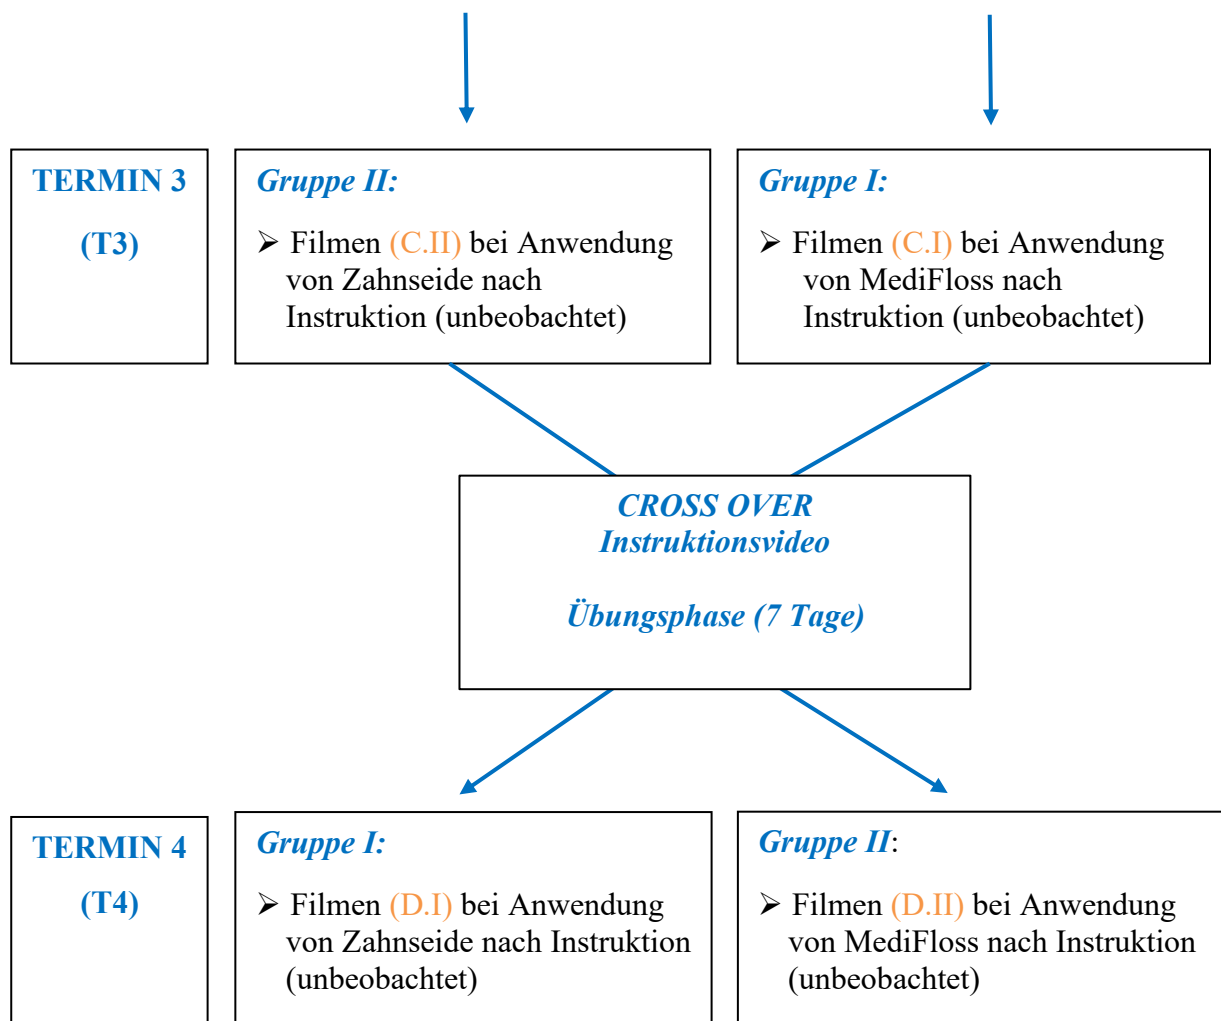 TERMIN 3
(T3)
Gruppe II:
➢ Filmen (C.II) bei Anwendung
von Zahnseide nach
Instruktion (unbeobachtet)
Gruppe I:
➢ Filmen (C.I) bei Anwendung
von MediFloss nach
Instruktion (unbeobachtet)
CROSS OVER
Instruktionsvideo
Übungsphase (7 Tage)
TERMIN 4
(T4)
Gruppe I:
➢ Filmen (D.I) bei Anwendung
von Zahnseide nach Instruktion
(unbeobachtet)
Gruppe II:
➢ Filmen (D.II) bei Anwendung
von MediFloss nach Instruktion
(unbeobachtet)